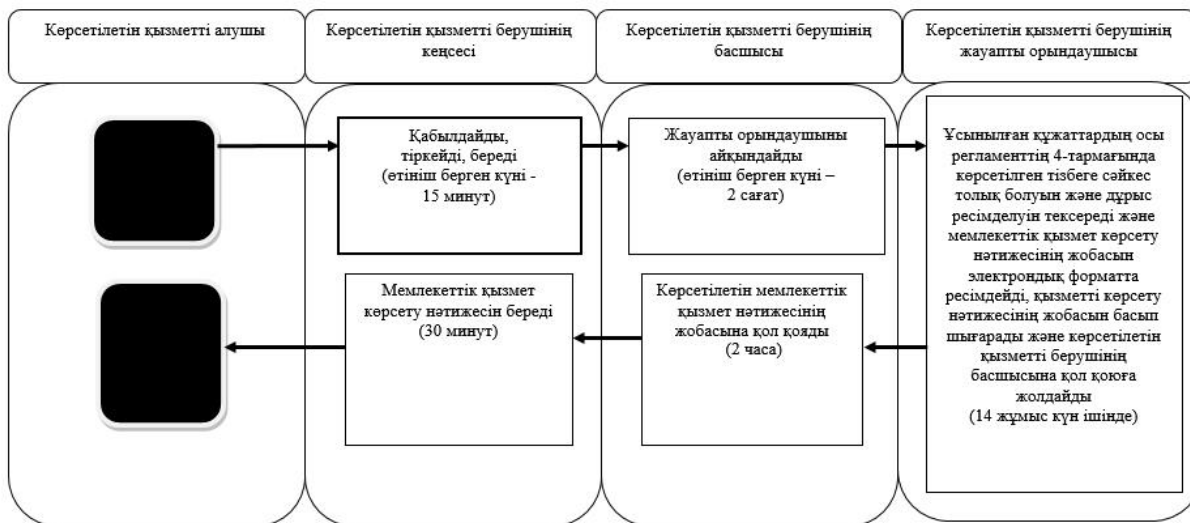 Көрсетілетін қызметті алушы
Көрсетілетін қызметті берушінің
кеңсесі
Көрсетілетін қызметті берушінің
басшысы
Көрсетілетін қызметті берушінің
жауапты орындаушысы
Қабылдайды,
тіркейді, береді
(өтініш берген күні -
15 минут)
Жауапты орындаушыны
айқындайды
(өтініш берген күні –
2 сағат)
Ұсынылған құжаттардың осы
регламенттің 4-тармағында
көрсетілген тізбеге сәйкес
толық болуын және дұрыс
ресімделуін тексереді және
мемлекеттік қызмет көрсету
нәтижесінің жобасын
электрондық форматта
ресімдейді, қызметті көрсету
нәтижесінің жобасын басып
шығарады және көрсетілетін
қызметті берушінің
басшысына қол қоюға
жолдайды
(14 жұмыс күн ішінде)
Көрсетілетін мемлекеттік
қызмет нәтижесінің
жобасына қол қояды
(2 часа)
Мемлекеттік қызмет
көрсету нәтижесін береді
(30 минут)